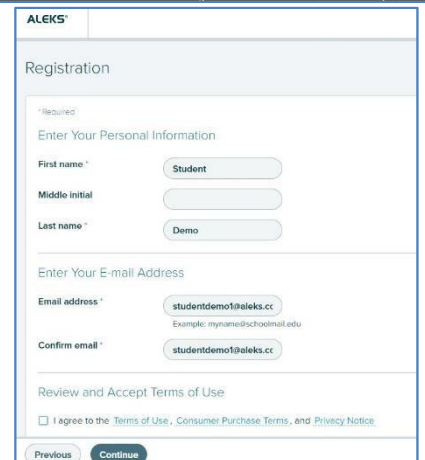 ALEKS®
Registration
*Required
Enter Your Personal Information
First name *
Student
Middle initial
Last name *
Demo
Enter Your E-mail Address
Email address *
studentdemo1@aleks.cc
Example: myname@schoolmail.edu
Confirm email *
studentdemo1@aleks.cc
Review and Accept Terms of Use
I agree to the Terms of Use, Consumer Purchase Terms, and Privacy Notice
Previous Continue